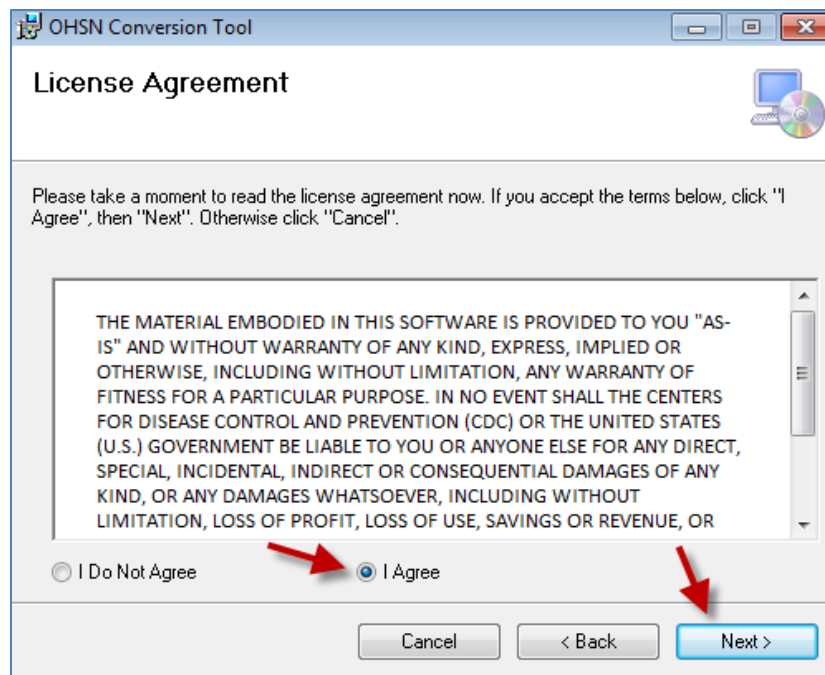 OHSN Conversion Tool
License Agreement
Please take a moment to read the license agreement now. If you accept the terms below, click "I
Agree", then "Next". Otherwise click "Cancel".
THE MATERIAL EMBODIED IN THIS SOFTWARE IS PROVIDED TO YOU "AS-
IS" AND WITHOUT WARRANTY OF ANY KIND, EXPRESS, IMPLIED OR
OTHERWISE, INCLUDING WITHOUT LIMITATION, ANY WARRANTY OF
FITNESS FOR A PARTICULAR PURPOSE. IN NO EVENT SHALL THE CENTERS
FOR DISEASE CONTROL AND PREVENTION (CDC) OR THE UNITED STATES
(U.S.) GOVERNMENT BE LIABLE TO YOU OR ANYONE ELSE FOR ANY DIRECT,
SPECIAL, INCIDENTAL, INDIRECT OR CONSEQUENTIAL DAMAGES OF ANY
KIND, OR ANY DAMAGES WHATSOEVER, INCLUDING WITHOUT
LIMITATION, LOSS OF PROFIT, LOSS OF USE, SAVINGS OR REVENUE, OR
I Do Not Agree I Agree
Cancel < Back Next >